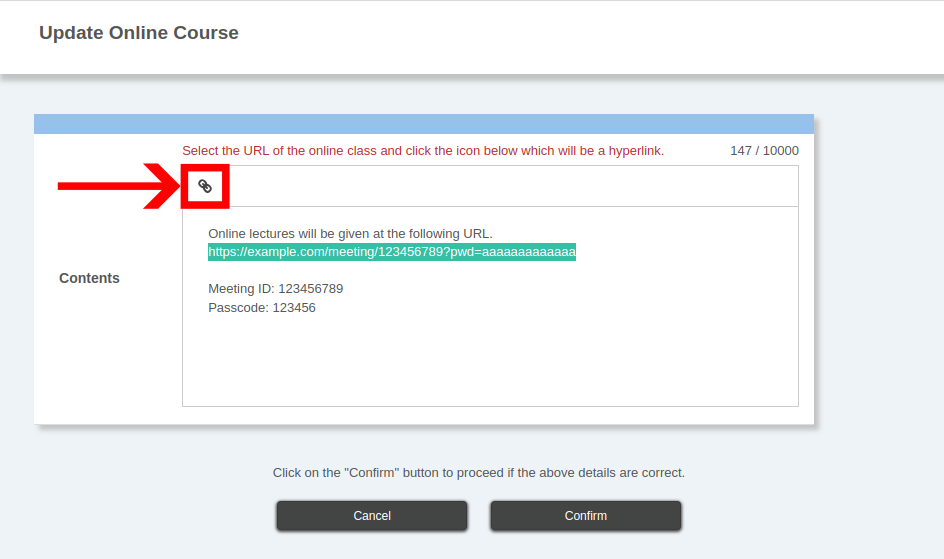 Update Online Course
Select the URL of the online class and click the icon below which will be a hyperlink.
147 / 10000
Contents
Online lectures will be given at the following URL.
https://example.com/meeting/123456789?pwd=aaaaaaaaaaaaa
Meeting ID: 123456789
Passcode: 123456
Click on the "Confirm" button to proceed if the above details are correct.
Cancel
Confirm